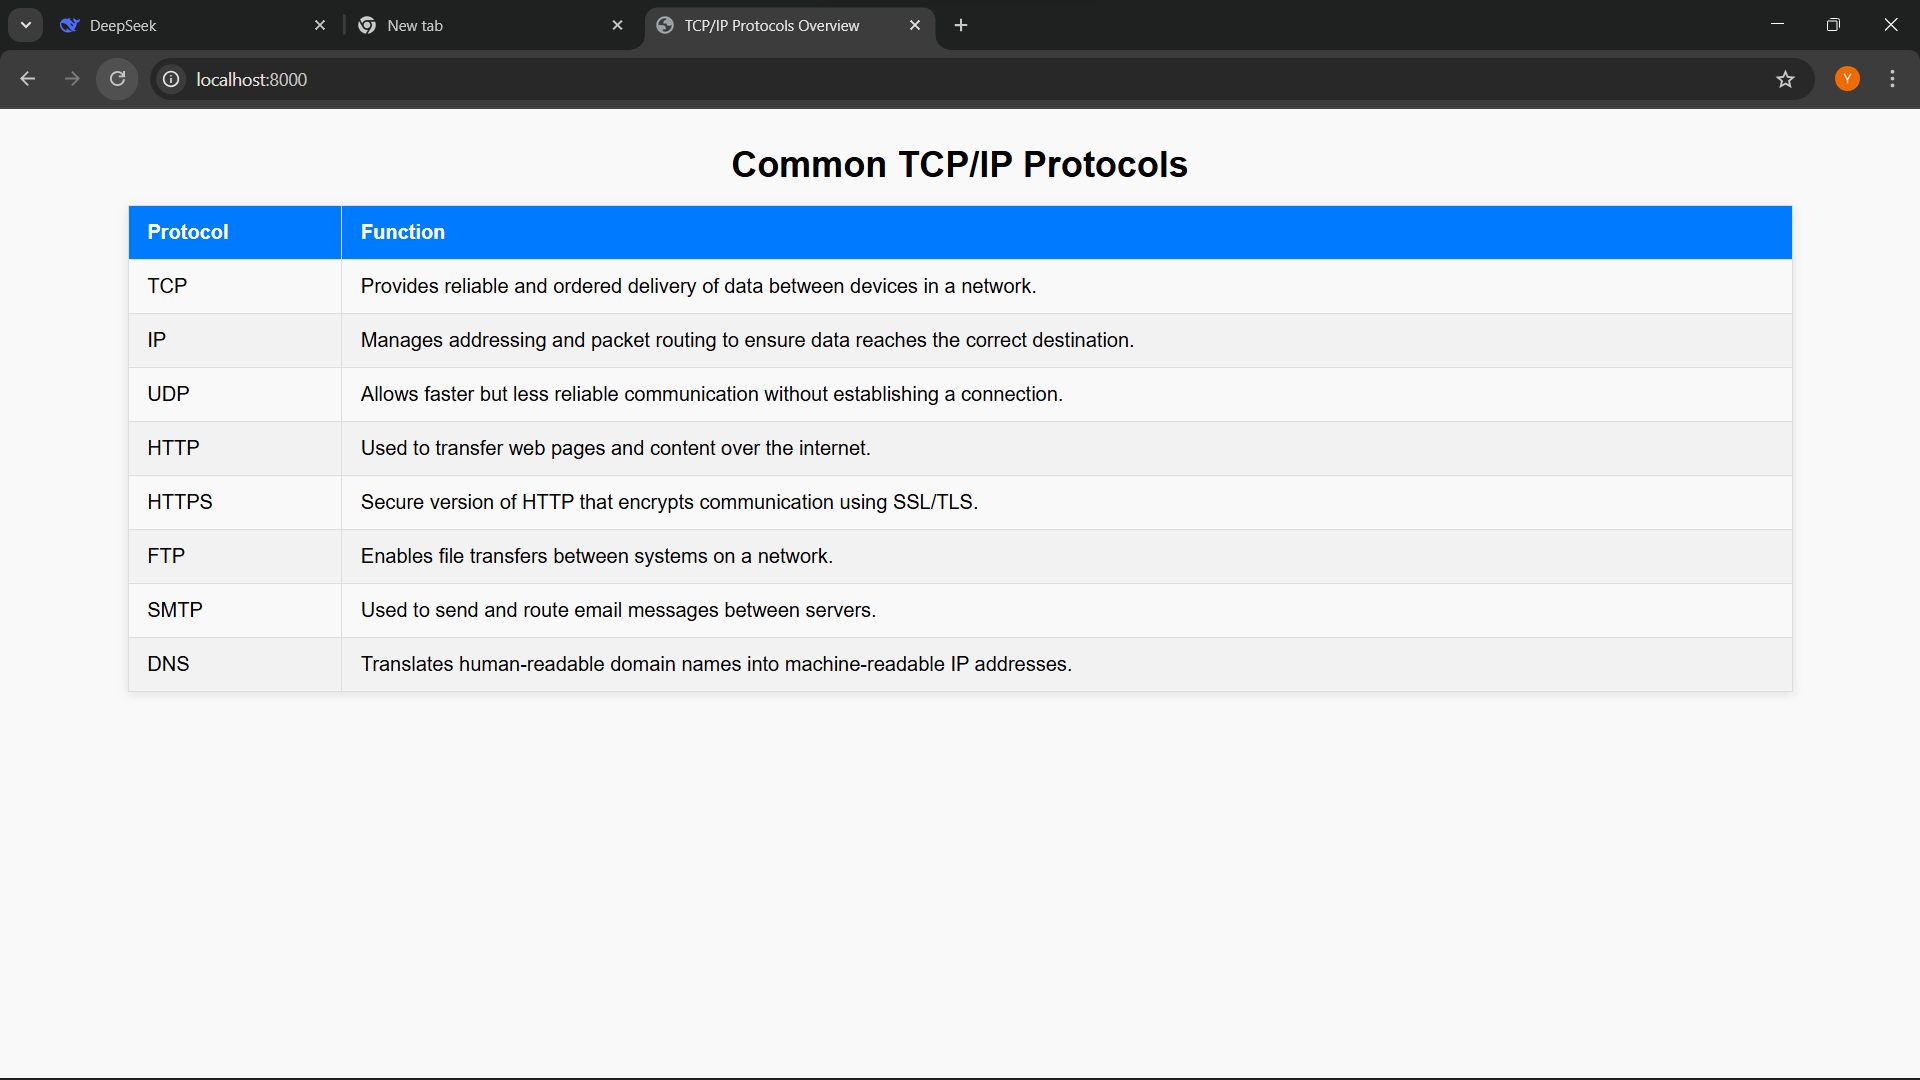 DeepSeek
New tab
TCP/IP Protocols Overview
localhost:8000
Y
Common TCP/IP Protocols
Protocol Function
TCP Provides reliable and ordered delivery of data between devices in a network.
IP Manages addressing and packet routing to ensure data reaches the correct destination.
UDP Allows faster but less reliable communication without establishing a connection.
HTTP Used to transfer web pages and content over the internet.
HTTPS Secure version of HTTP that encrypts communication using SSL/TLS.
FTP Enables file transfers between systems on a network.
SMTP Used to send and route email messages between servers.
DNS Translates human-readable domain names into machine-readable IP addresses.